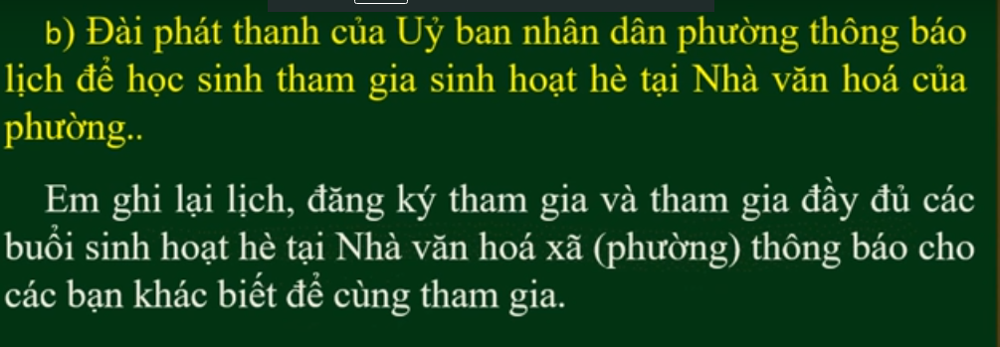 b) Đài phát thanh của Uỷ ban nhân dân phường thông báo
lịch để học sinh tham gia sinh hoạt hè tại Nhà văn hoá của
phường..
Em ghi lại lịch, đăng ký tham gia và tham gia đầy đủ các
buổi sinh hoạt hè tại Nhà văn hoá xã (phường) thông báo cho
các bạn khác biết để cùng tham gia.